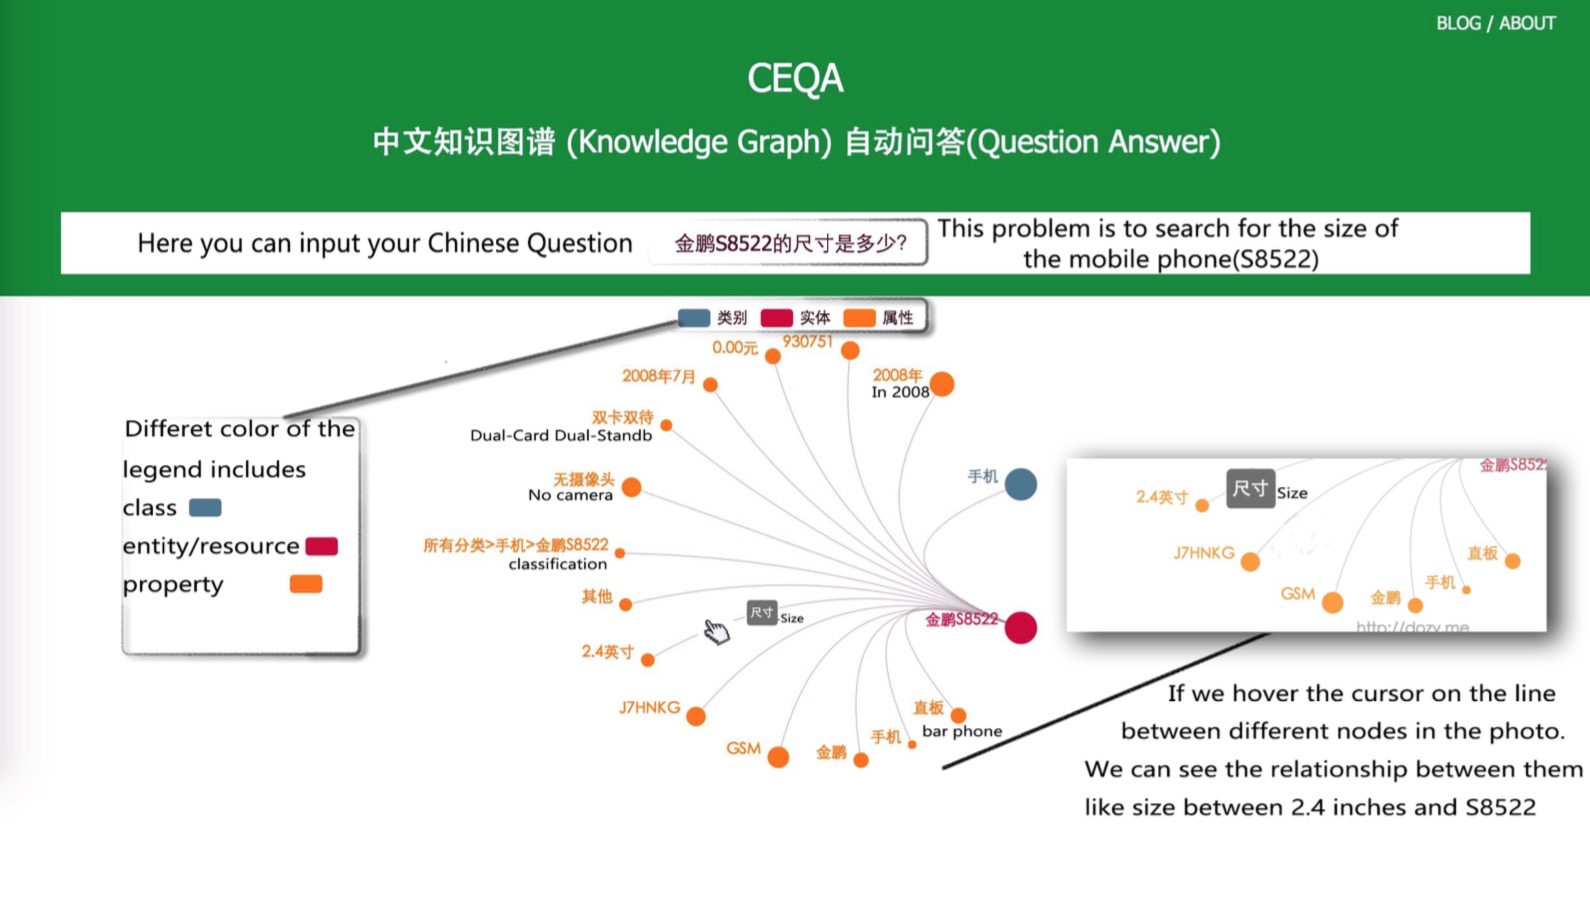 BLOG / ABOUT
CEQA
中文知识图谱 (Knowledge Graph) 自动问答(Question Answer)
Here you can input your Chinese Question
金鹏S8522的尺寸是多少?
This problem is to search for the size of
the mobile phone(S8522)
类别 实体 属性
0.00元
930751
2008年7月
2008年
In 2008
双卡双待
Dual-Card Dual-Standb
无摄像头
No camera
手机
所有分类>手机>金鹏S8522
classification
其他
尺寸 Size
金鹏S8522
2.4英寸
J7HNKG
直板
bar phone
手机
GSM
金鹏
Differet color of the
legend includes
class
entity/resource
property
金鹏S852
2.4英寸
尺寸 Size
J7HNKG
直板
手机
GSM
金鹏
http://dozy.me
If we hover the cursor on the line
between different nodes in the photo.
We can see the relationship between them
like size between 2.4 inches and S8522